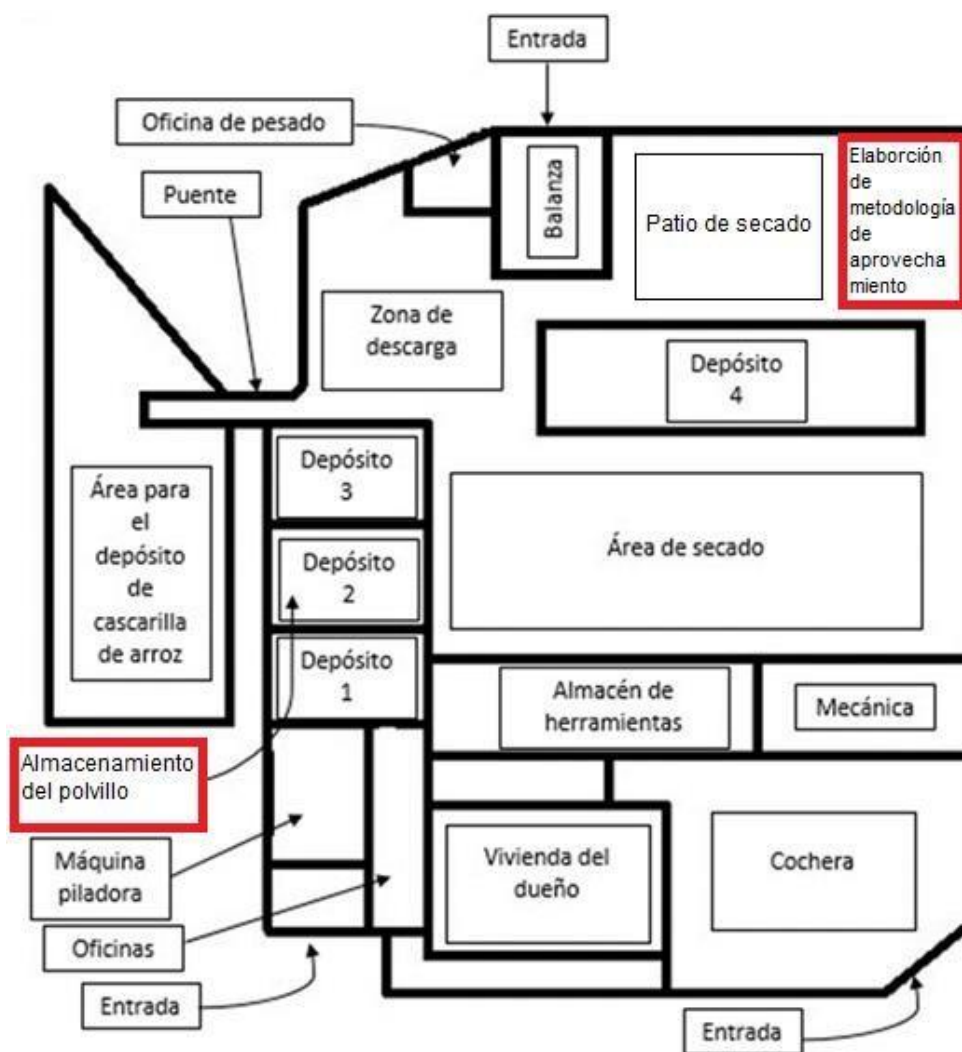 Entrada
Oficina de pesado
Balanza
Patio de secado
Elaborción
de
metodología
de
aprovecha
miento
Puente
Zona de
descarga
Depósito
4
Depósito
3
Área para
el
depósito
de
cascarilla
de arroz
Área de secado
Depósito
2
Depósito
1
Almacén de
herramientas
Mecánica
Almacenamiento
del polvillo
Máquina
piladora
Vivienda del
dueño
Cochera
Oficinas
Entrada
Entrada